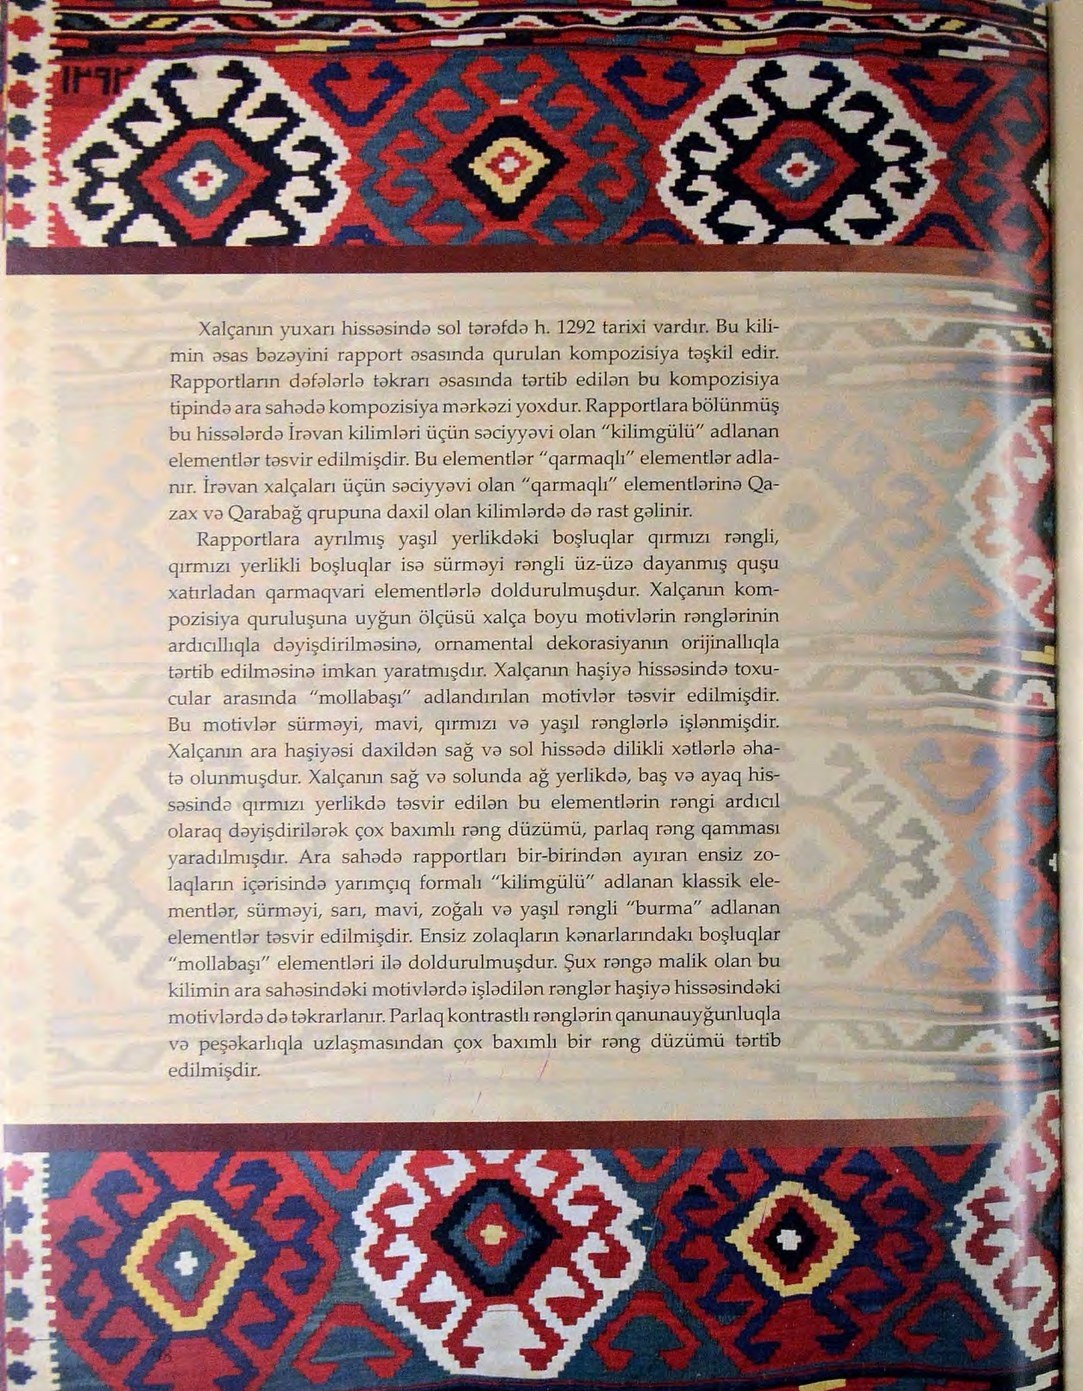 ١٢٩٢
Xalçanın yuxarı hissəsində sol tərəfdə h. 1292 tarixi vardır. Bu kili-
min əsas bəzəyini rapport əsasında qurulan kompozisiya təşkil edir.
Rapportların dəfələrlə təkrarı əsasında tərtib edilən bu kompozisiya
tipində ara sahədə kompozisiya mərkəzi yoxdur. Rapportlara bölünmüş
bu hissələrdə İrəvan kilimləri üçün səciyyəvi olan "kilimgülü" adlanan
elementlər təsvir edilmişdir. Bu elementlər "qarmaqlı" elementlər adla-
nır. İrəvan xalçaları üçün səciyyəvi olan "qarmaqlı" elementlərinə Qa-
zax və Qarabağ qrupuna daxil olan kilimlərdə də rast gəlinir.
Rapportlara ayrılmış yaşıl yerlikdəki boşluqlar qırmızı rəngli,
qırmızı yerlikli boşluqlar isə sürməyi rəngli üz-üzə dayanmış quşu
xatırladan qarmaqvari elementlərlə doldurulmuşdur. Xalçanın kom-
pozisiya quruluşuna uyğun ölçüsü xalça boyu motivlərin rənglərinin
ardıcıllıqla dəyişdirilməsinə, ornamental dekorasiyanın orijinallıqla
tərtib edilməsinə imkan yaratmışdır. Xalçanın haşiyə hissəsində toxu-
cular arasında "mollabaşı" adlandırılan motivlər təsvir edilmişdir.
Bu motivlər sürməyi, mavi, qırmızı və yaşıl rənglərlə işlənmişdir.
Xalçanın ara haşiyəsi daxildən sağ və sol hissədə dilikli xətlərlə əha-
tə olunmuşdur. Xalçanın sağ və solunda ağ yerlikdə, baş və ayaq his-
səsində qırmızı yerlikdə təsvir edilən bu elementlərin rəngi ardıcıl
olaraq dəyişdirilərək çox baxımlı rəng düzümü, parlaq rəng qamması
yaradılmışdır. Ara sahədə rapportları bir-birindən ayıran ensiz zo-
laqların içərisində yarımçıq formalı "kilimgülü" adlanan klassik ele-
mentlər, sürməyi, sarı, mavi, zoğalı və yaşıl rəngli "burma" adlanan
elementlər təsvir edilmişdir. Ensiz zolaqların kənarlarındakı boşluqlar
"mollabaşı" elementləri ilə doldurulmuşdur. Şux rəngə malik olan bu
kilimin ara sahəsindəki motivlərdə işlədilən rənglər haşiyə hissəsindəki
motivlərdə də təkrarlanır. Parlaq kontrastlı rənglərin qanunauyğunluqla
və peşəkarlıqla uzlaşmasından çox baxımlı bir rəng düzümü tərtib
edilmişdir.